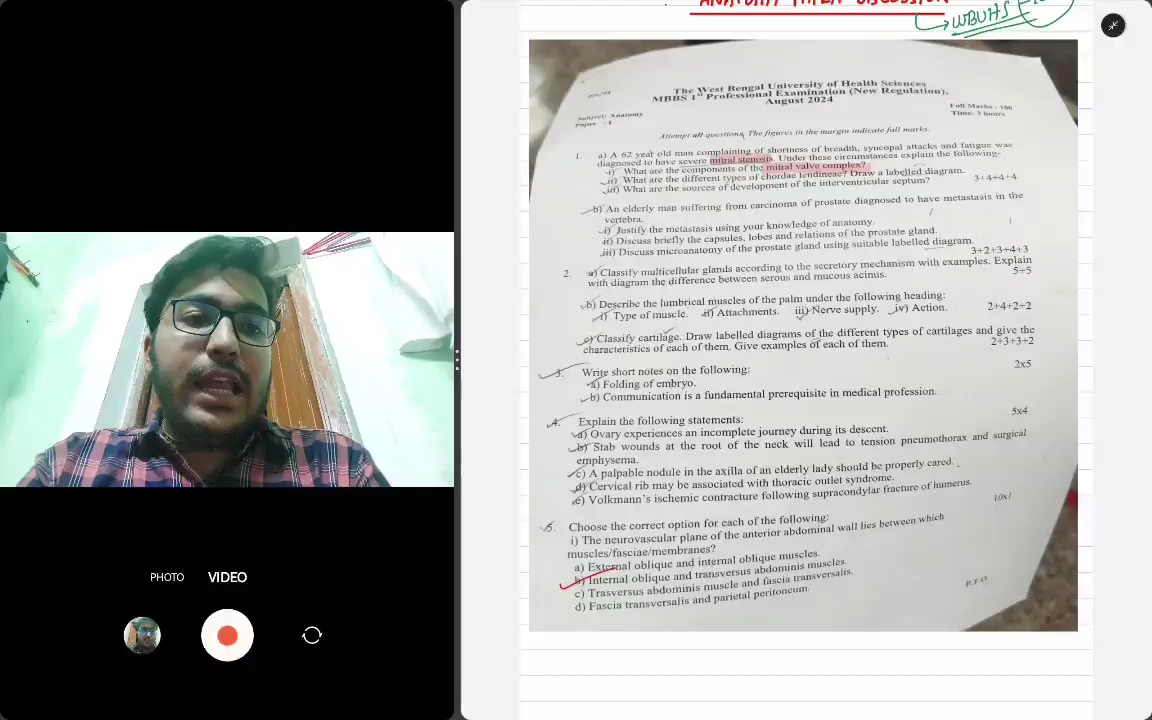 ANATOMY PAPER DISCUSSION
WBUHS
The West Bengal University of Health Sciences
MBBS 1st Professional Examination (New Regulation),
August 2024
Subject: Anatomy
Paper : I
Full Marks : 100
Time: 3 hours
Attempt all questions, The figures in the margin indicate full marks.
1. a) A 62 year old man complaining of shortness of breadth, syncopal attacks and fatigue was
diagnosed to have severe mitral stenosis. Under these circumstances explain the following-
i) What are the components of the mitral valve complex?
ii) What are the different types of chordae tendineae? Draw a labelled diagram.
iii) What are the sources of development of the interventricular septum?
3+4+4+4
b) An elderly man suffering from carcinoma of prostate diagnosed to have metastasis in the
vertebra.
i) Justify the metastasis using your knowledge of anatomy.
ii) Discuss briefly the capsules, lobes and relations of the prostate gland.
iii) Discuss microanatomy of the prostate gland using suitable labelled diagram.
3+2+3+4+3
2. a) Classify multicellular glands according to the secretory mechanism with examples. Explain
with diagram the difference between serous and mucous acinus.
5+5
b) Describe the lumbrical muscles of the palm under the following heading:
i) Type of muscle. ii) Attachments. iii) Nerve supply. iv) Action.
2+4+2+2
c) Classify cartilage. Draw labelled diagrams of the different types of cartilages and give the
characteristics of each of them. Give examples of each of them.
2+3+3+2
3. Write short notes on the following:
2x5
a) Folding of embryo.
b) Communication is a fundamental prerequisite in medical profession.
4. Explain the following statements:
5x4
a) Ovary experiences an incomplete journey during its descent.
b) Stab wounds at the root of the neck will lead to tension pneumothorax and surgical
emphysema.
c) A palpable nodule in the axilla of an elderly lady should be properly cared.
d) Cervical rib may be associated with thoracic outlet syndrome.
e) Volkmann's ischemic contracture following supracondylar fracture of humerus.
5. Choose the correct option for each of the following:
10x1
i) The neurovascular plane of the anterior abdominal wall lies between which
muscles/fasciae/membranes?
a) External oblique and internal oblique muscles.
b) Internal oblique and transversus abdominis muscles.
c) Trasversus abdominis muscle and fascia transversalis.
d) Fascia transversalis and parietal peritoneum.
P.T.O
PHOTO VIDEO